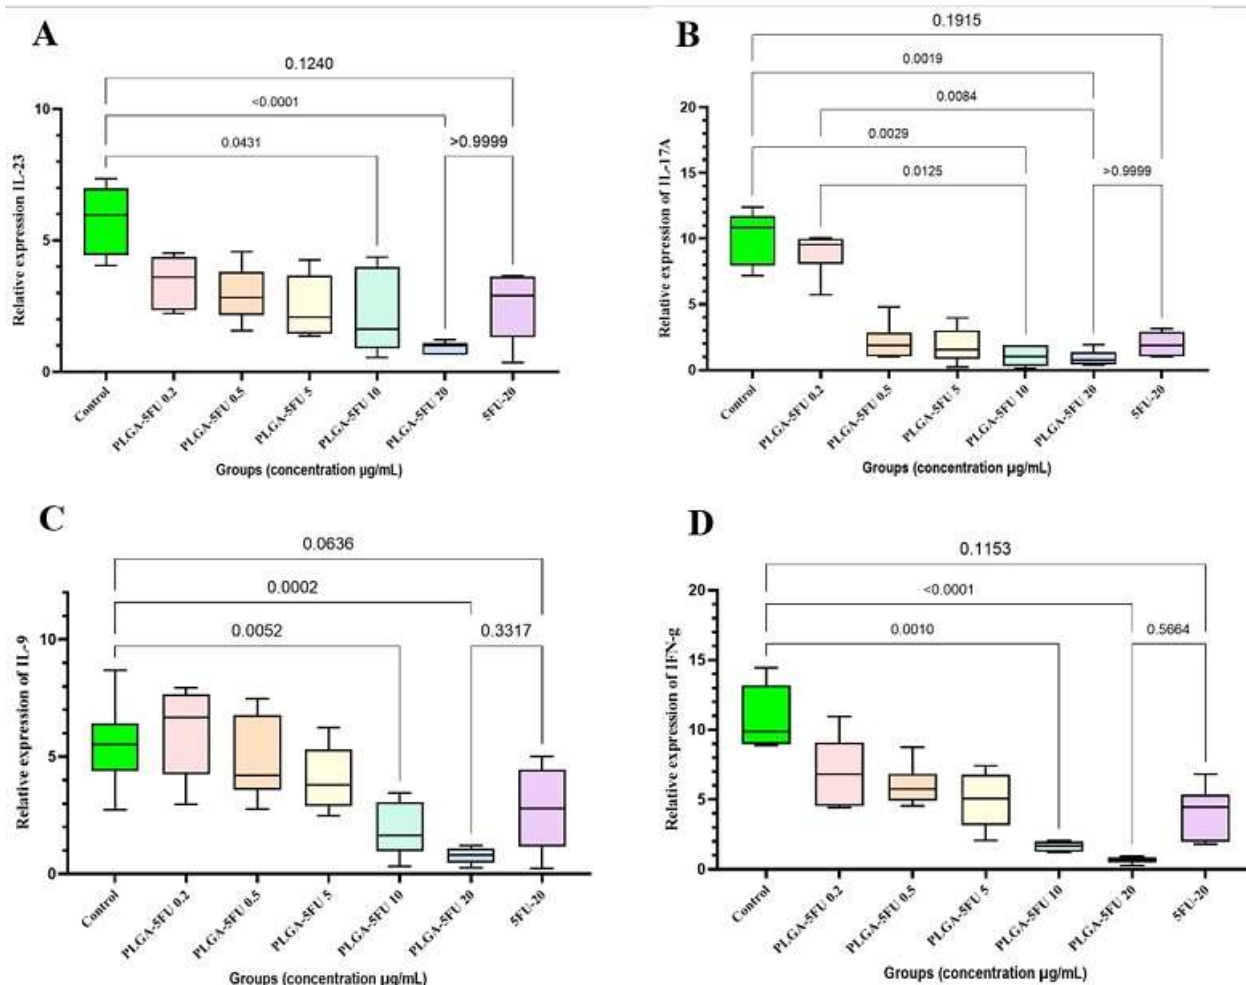 A
0.1240
<0.0001
0.0431
>0.9999
Relative expression IL-23
10
5
0
Control
PLGA-5FU 0.2
PLGA-5FU 0.5
PLGA-5FU 5
PLGA-5FU 10
PLGA-5FU 20
5FU-20
Groups (concentration µg/mL)
B
0.1915
0.0019
0.0084
0.0029
0.0125
>0.9999
Relative expression of IL-17A
20
15
10
5
0
Control
PLGA-5FU 0.2
PLGA-5FU 0.5
PLGA-5FU 5
PLGA-5FU 10
PLGA-5FU 20
5FU-20
Groups (concentration µg/mL)
C
0.0636
0.0002
0.0052
0.3317
Relative expression of IL-9
10
5
0
Control
PLGA-5FU 0.2
PLGA-5FU 0.5
PLGA-5FU 5
PLGA-5FU 10
PLGA-5FU 20
5FU-20
Groups (concentration µg/mL)
D
0.1153
<0.0001
0.0010
0.5664
Relative expression of IFN-g
20
15
10
5
0
Control
PLGA-5FU 0.2
PLGA-5FU 0.5
PLGA-5FU 5
PLGA-5FU 10
PLGA-5FU 20
5FU-20
Groups (concentration µg/mL)